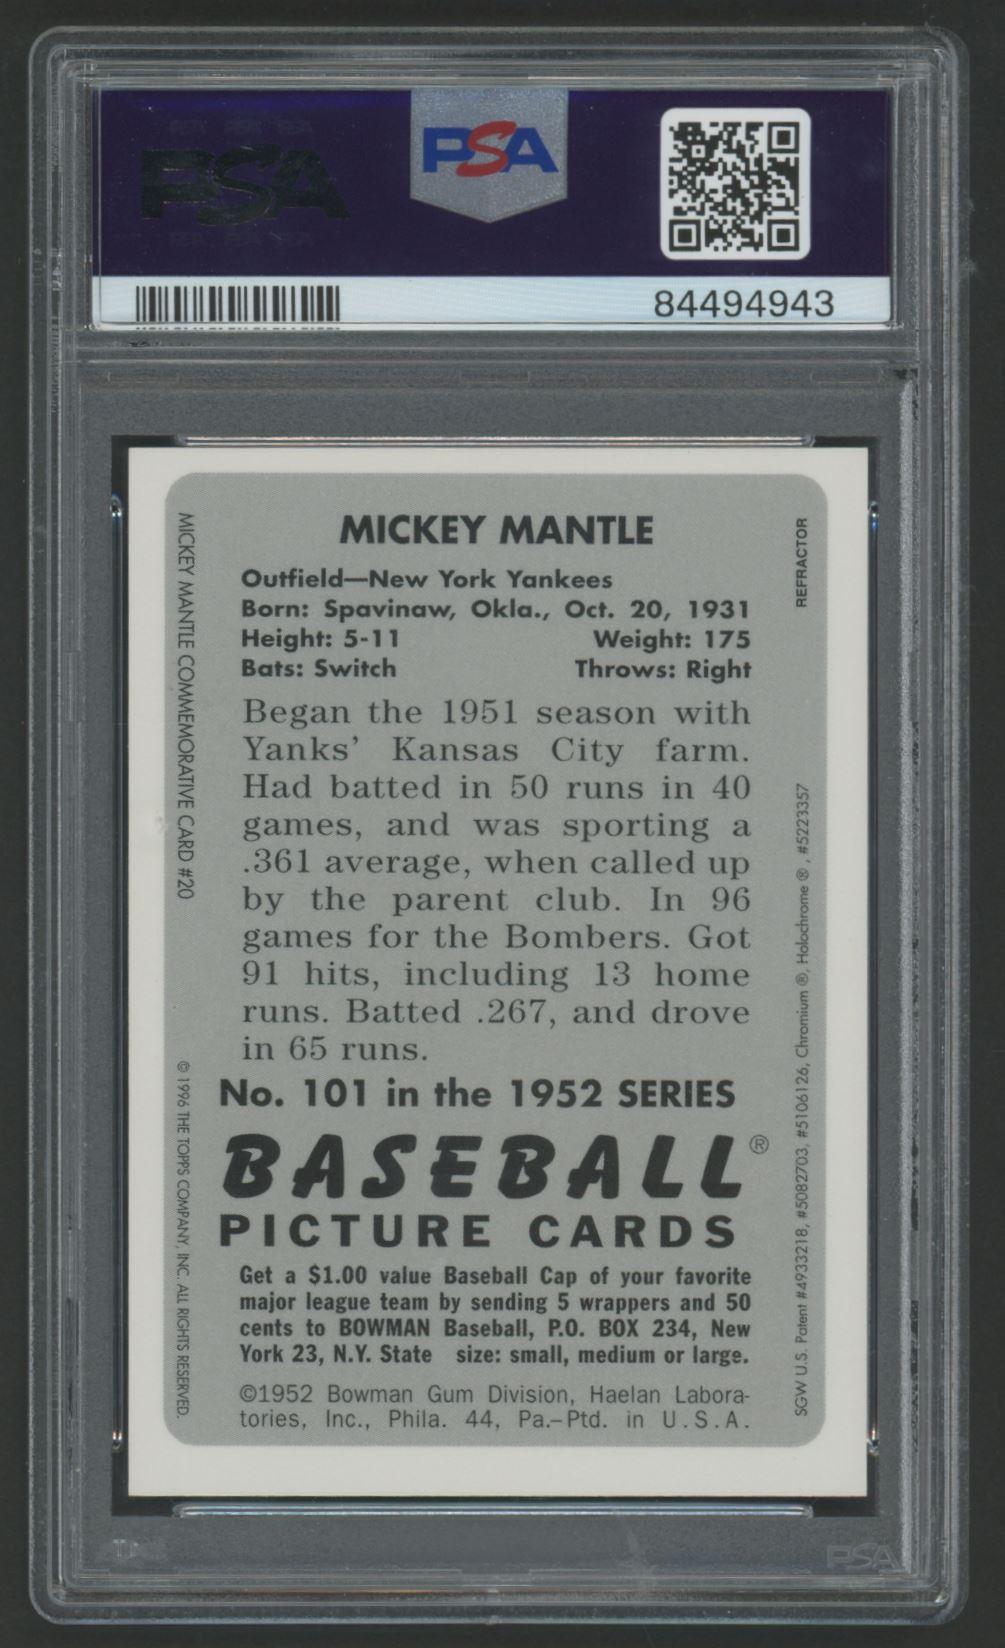 PSA
PSA
84494943
MICKEY MANTLE
Outfield—New York Yankees
Born: Spavinaw, Okla., Oct. 20, 1931
Height: 5-11 Weight: 175
Bats: Switch Throws: Right
Began the 1951 season with
Yanks' Kansas City farm.
Had batted in 50 runs in 40
games, and was sporting a
.361 average, when called up
by the parent club. In 96
games for the Bombers. Got
91 hits, including 13 home
runs. Batted .267, and drove
in 65 runs.
No. 101 in the 1952 SERIES
BASEBALL®
PICTURE CARDS
Get a $1.00 value Baseball Cap of your favorite
major league team by sending 5 wrappers and 50
cents to BOWMAN Baseball, P.O. BOX 234, New
York 23, N.Y. State size: small, medium or large.
©1952 Bowman Gum Division, Haelan Labora-
tories, Inc., Phila. 44, Pa.–Ptd. in U.S.A.
MICKEY MANTLE COMMEMORATIVE CARD #20
© 1996 THE TOPPS COMPANY, INC. ALL RIGHTS RESERVED.
REFRACTOR
SGW U.S. Patent #4933218, #5082703, #5106126, Chromium ®, Holochrome ®, #5223357
PSA